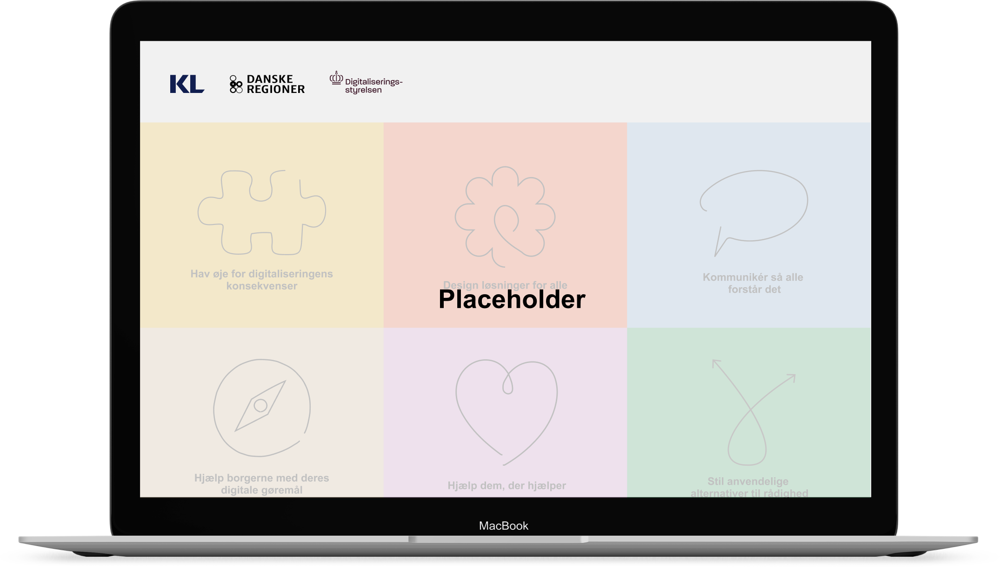 KL
DANSKE
REGIONER
Digitaliserings-
styrelsen
Hav øje for digitaliseringens
konsekvenser
Design løsninger for alle
Kommunikér så alle
forstår det
Placeholder
Hjælp borgerne med deres
digitale gøremål
Hjælp dem, der hjælper
Stil anvendelige
alternativer til rådighed
MacBook